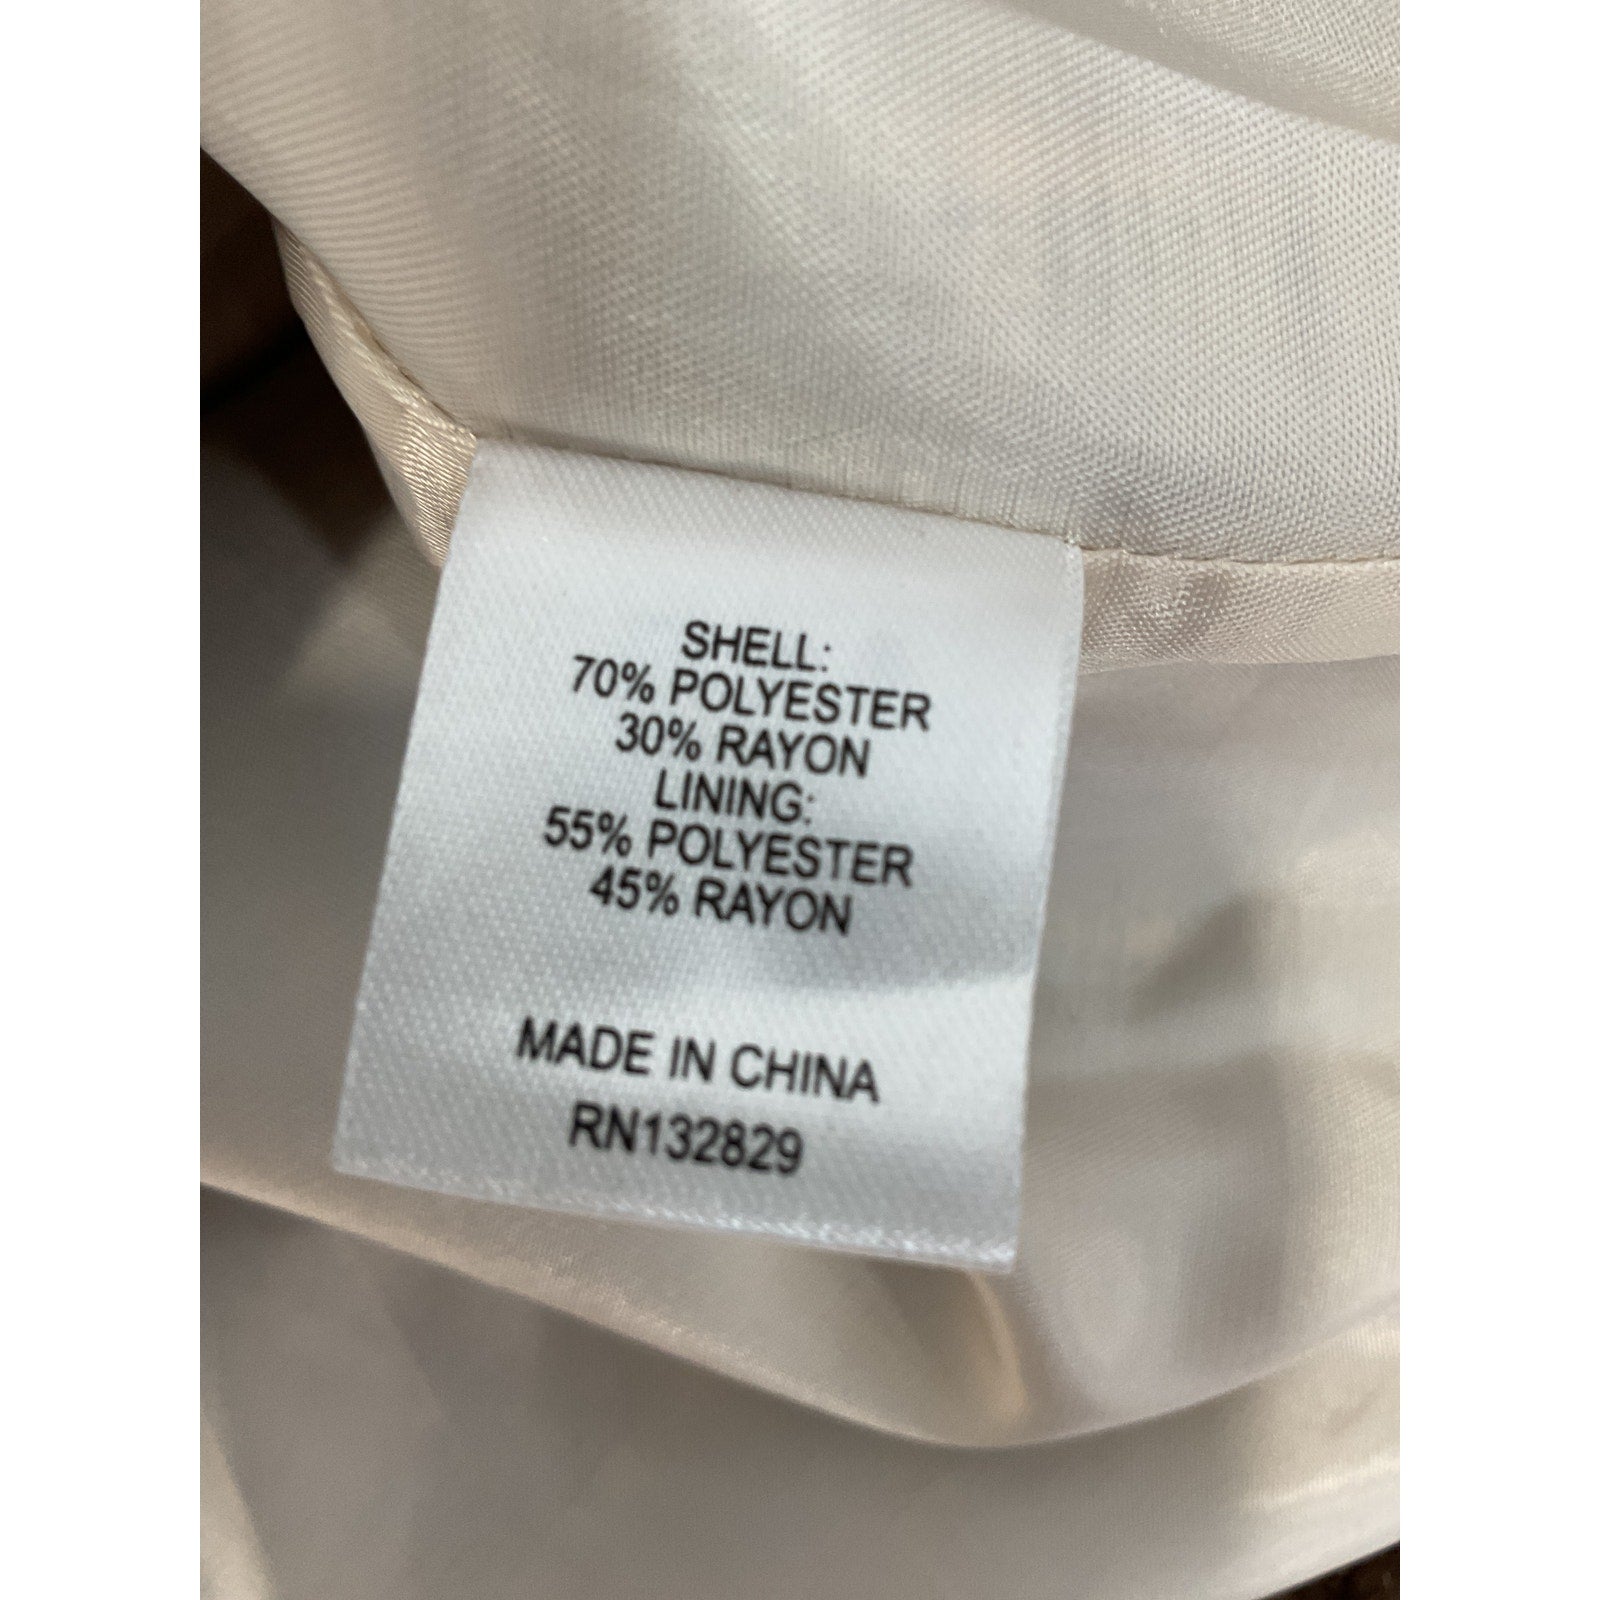 SHELL:
70% POLYESTER
30% RAYON
LINING:
55% POLYESTER
45% RAYON
MADE IN CHINA
RN132829